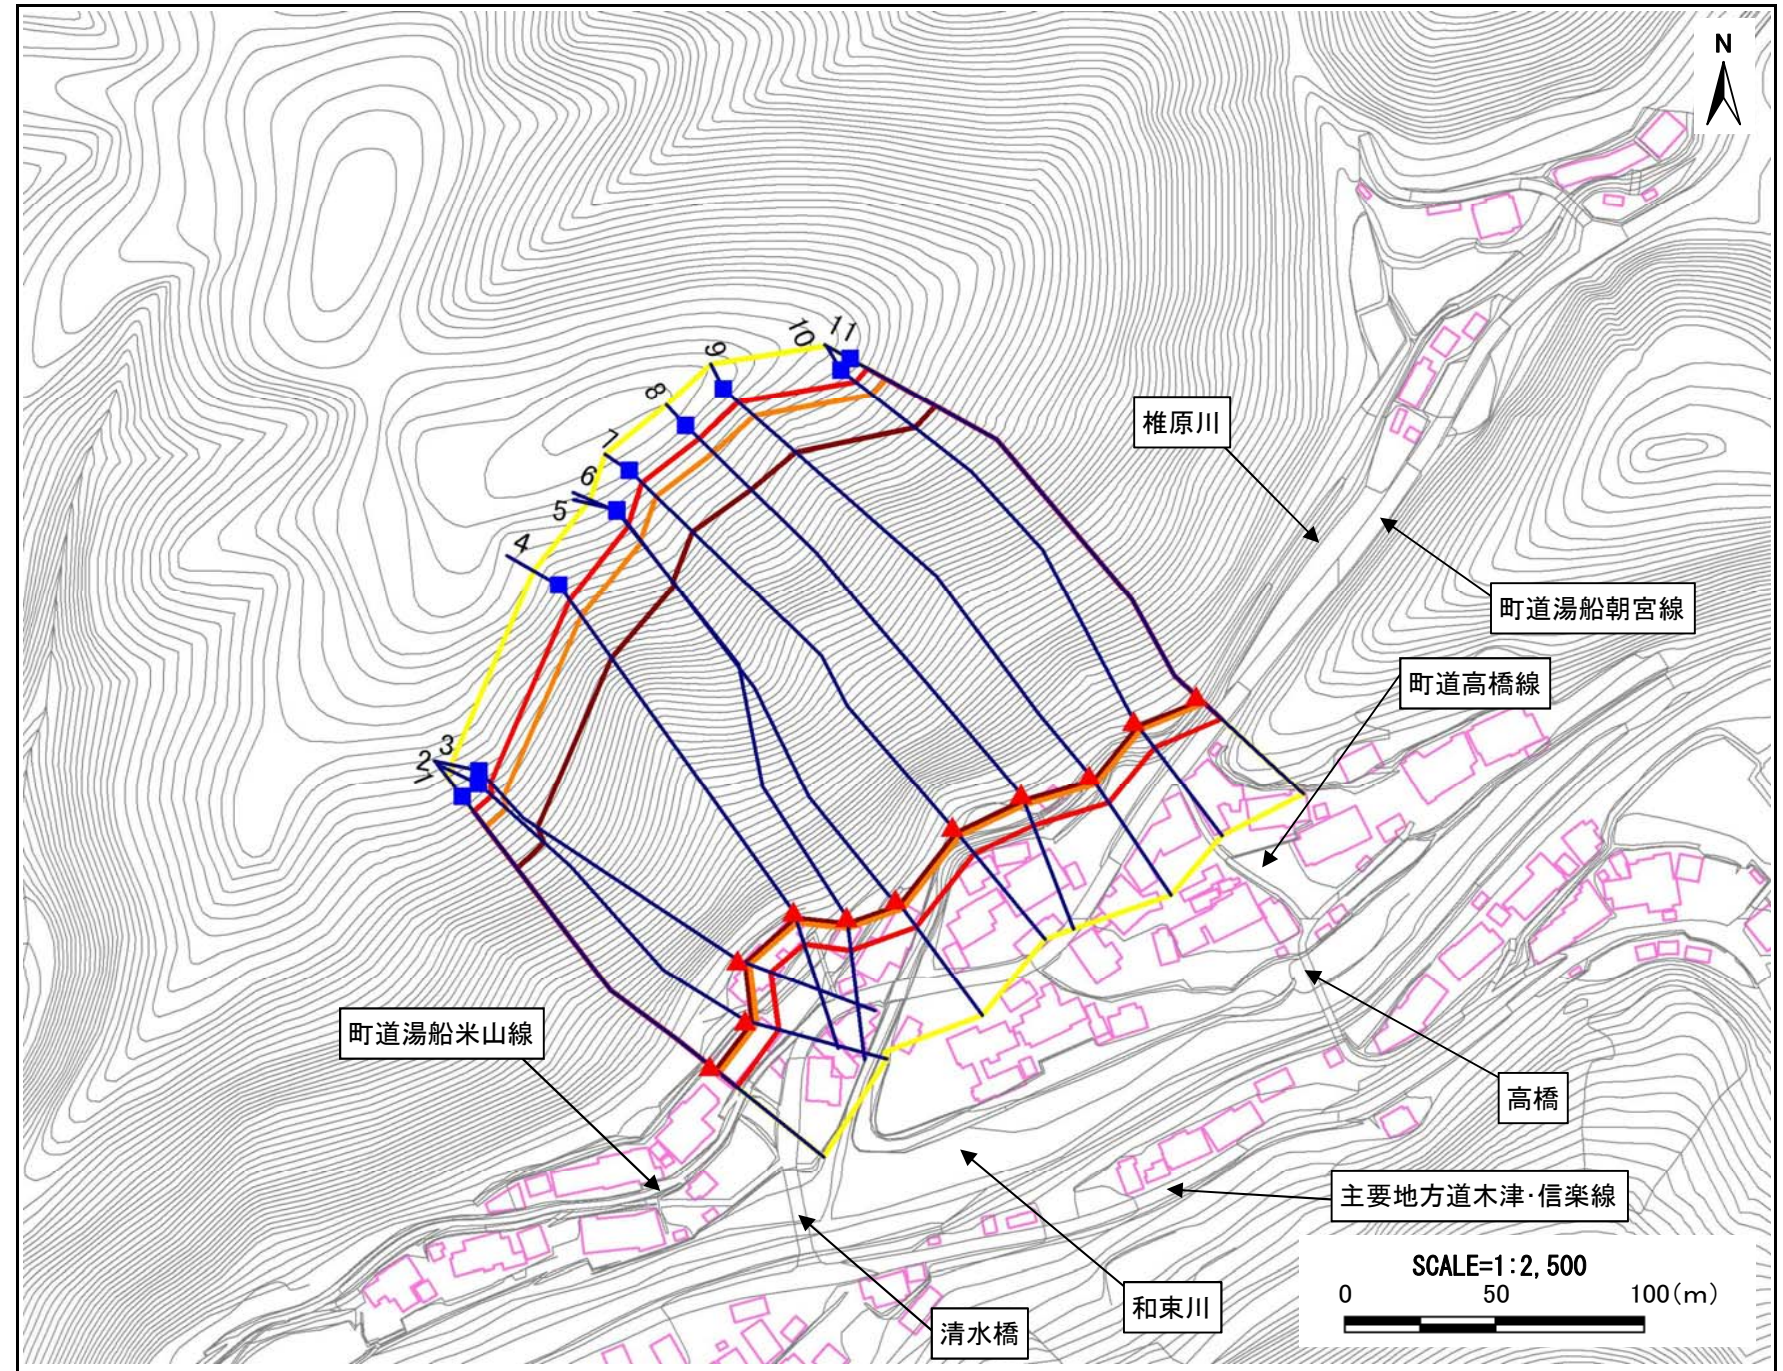 N
11
10
9
8
7
6
5
4
3
2
1
椎原川
町道湯船朝宮線
町道高橋線
町道湯船米山線
高橋
主要地方道木津･信楽線
和束川
清水橋
SCALE=1:2,500
0 50 100(m)